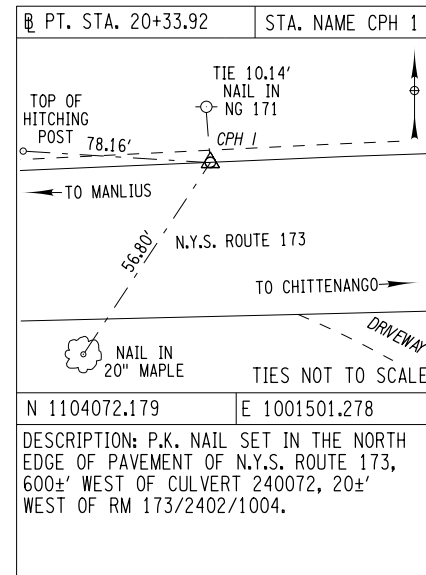 ℄ PT. STA. 20+33.92
STA. NAME CPH 1
TIE 10.14'
NAIL IN
NG 171
TOP OF
HITCHING
POST
78.16'
CPH 1
TO MANLIUS
56.80'
N.Y.S. ROUTE 173
TO CHITTENANGO
DRIVEWAY
NAIL IN
20" MAPLE
TIES NOT TO SCALE
N 1104072.179
E 1001501.278
DESCRIPTION: P.K. NAIL SET IN THE NORTH
EDGE OF PAVEMENT OF N.Y.S. ROUTE 173,
600±' WEST OF CULVERT 240072, 20±'
WEST OF RM 173/2402/1004.